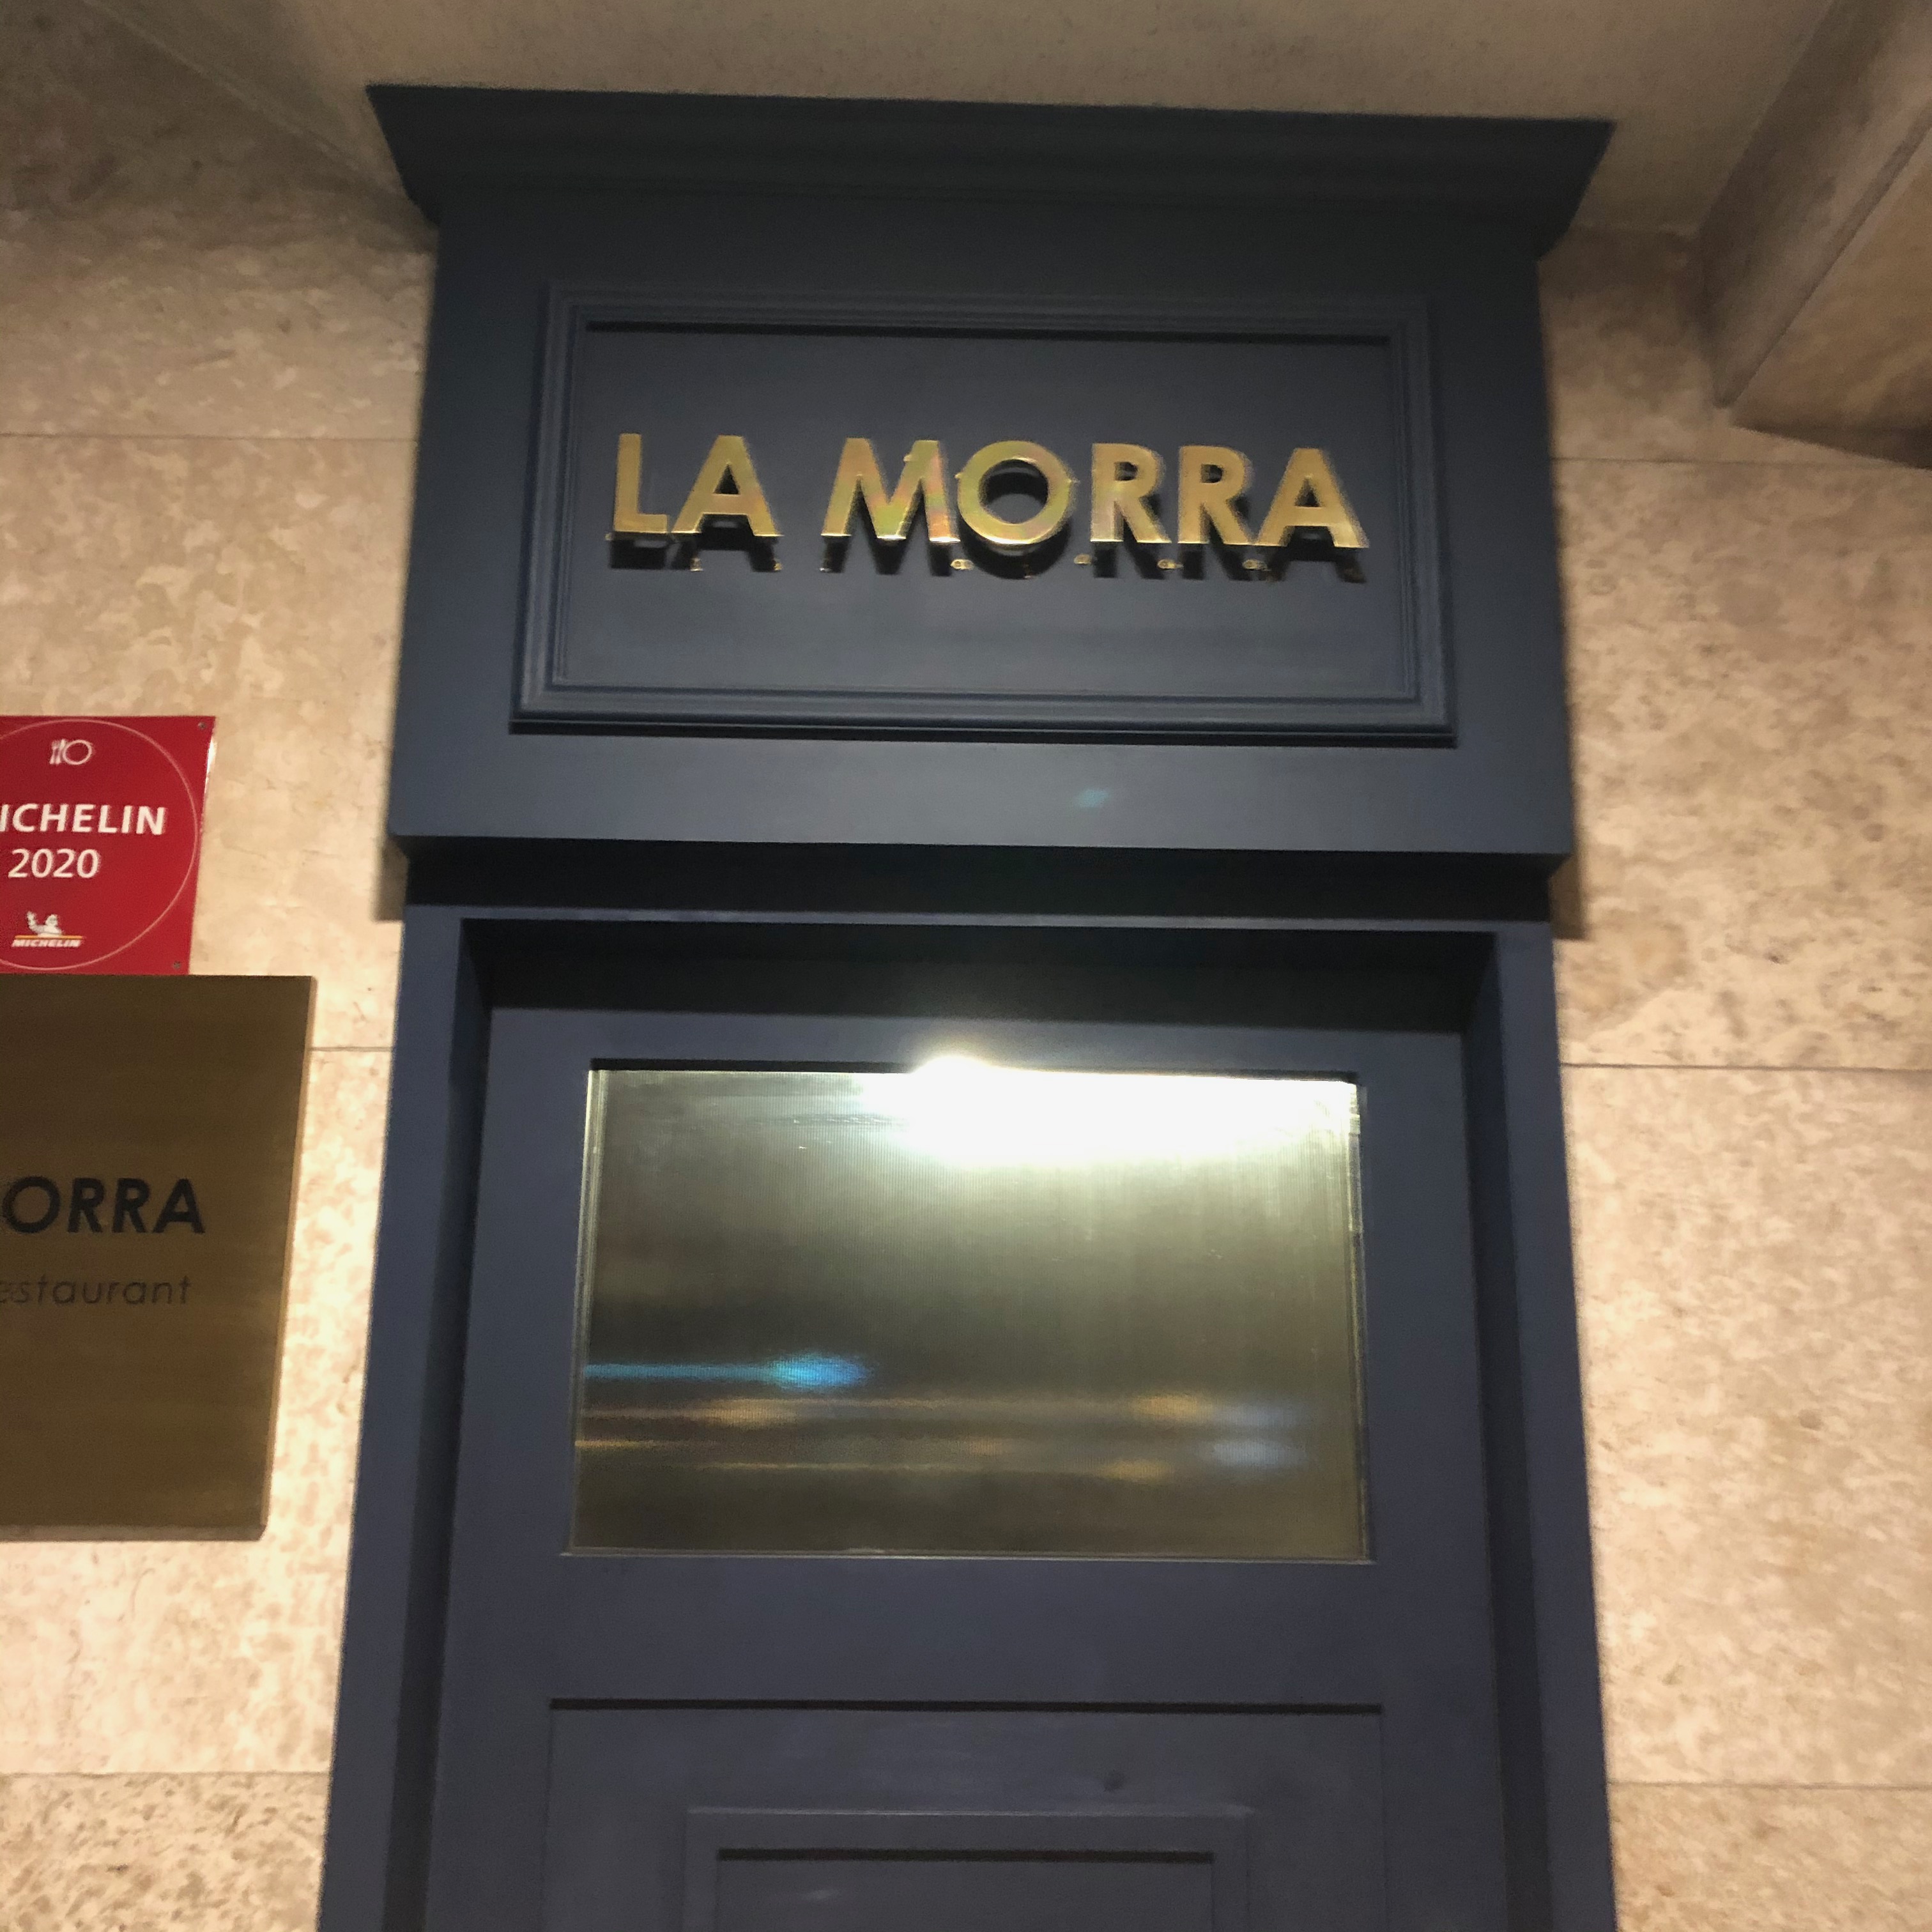 LA MORRA
ICHELIN
2020
MICHELIN
ORRA
estaurant